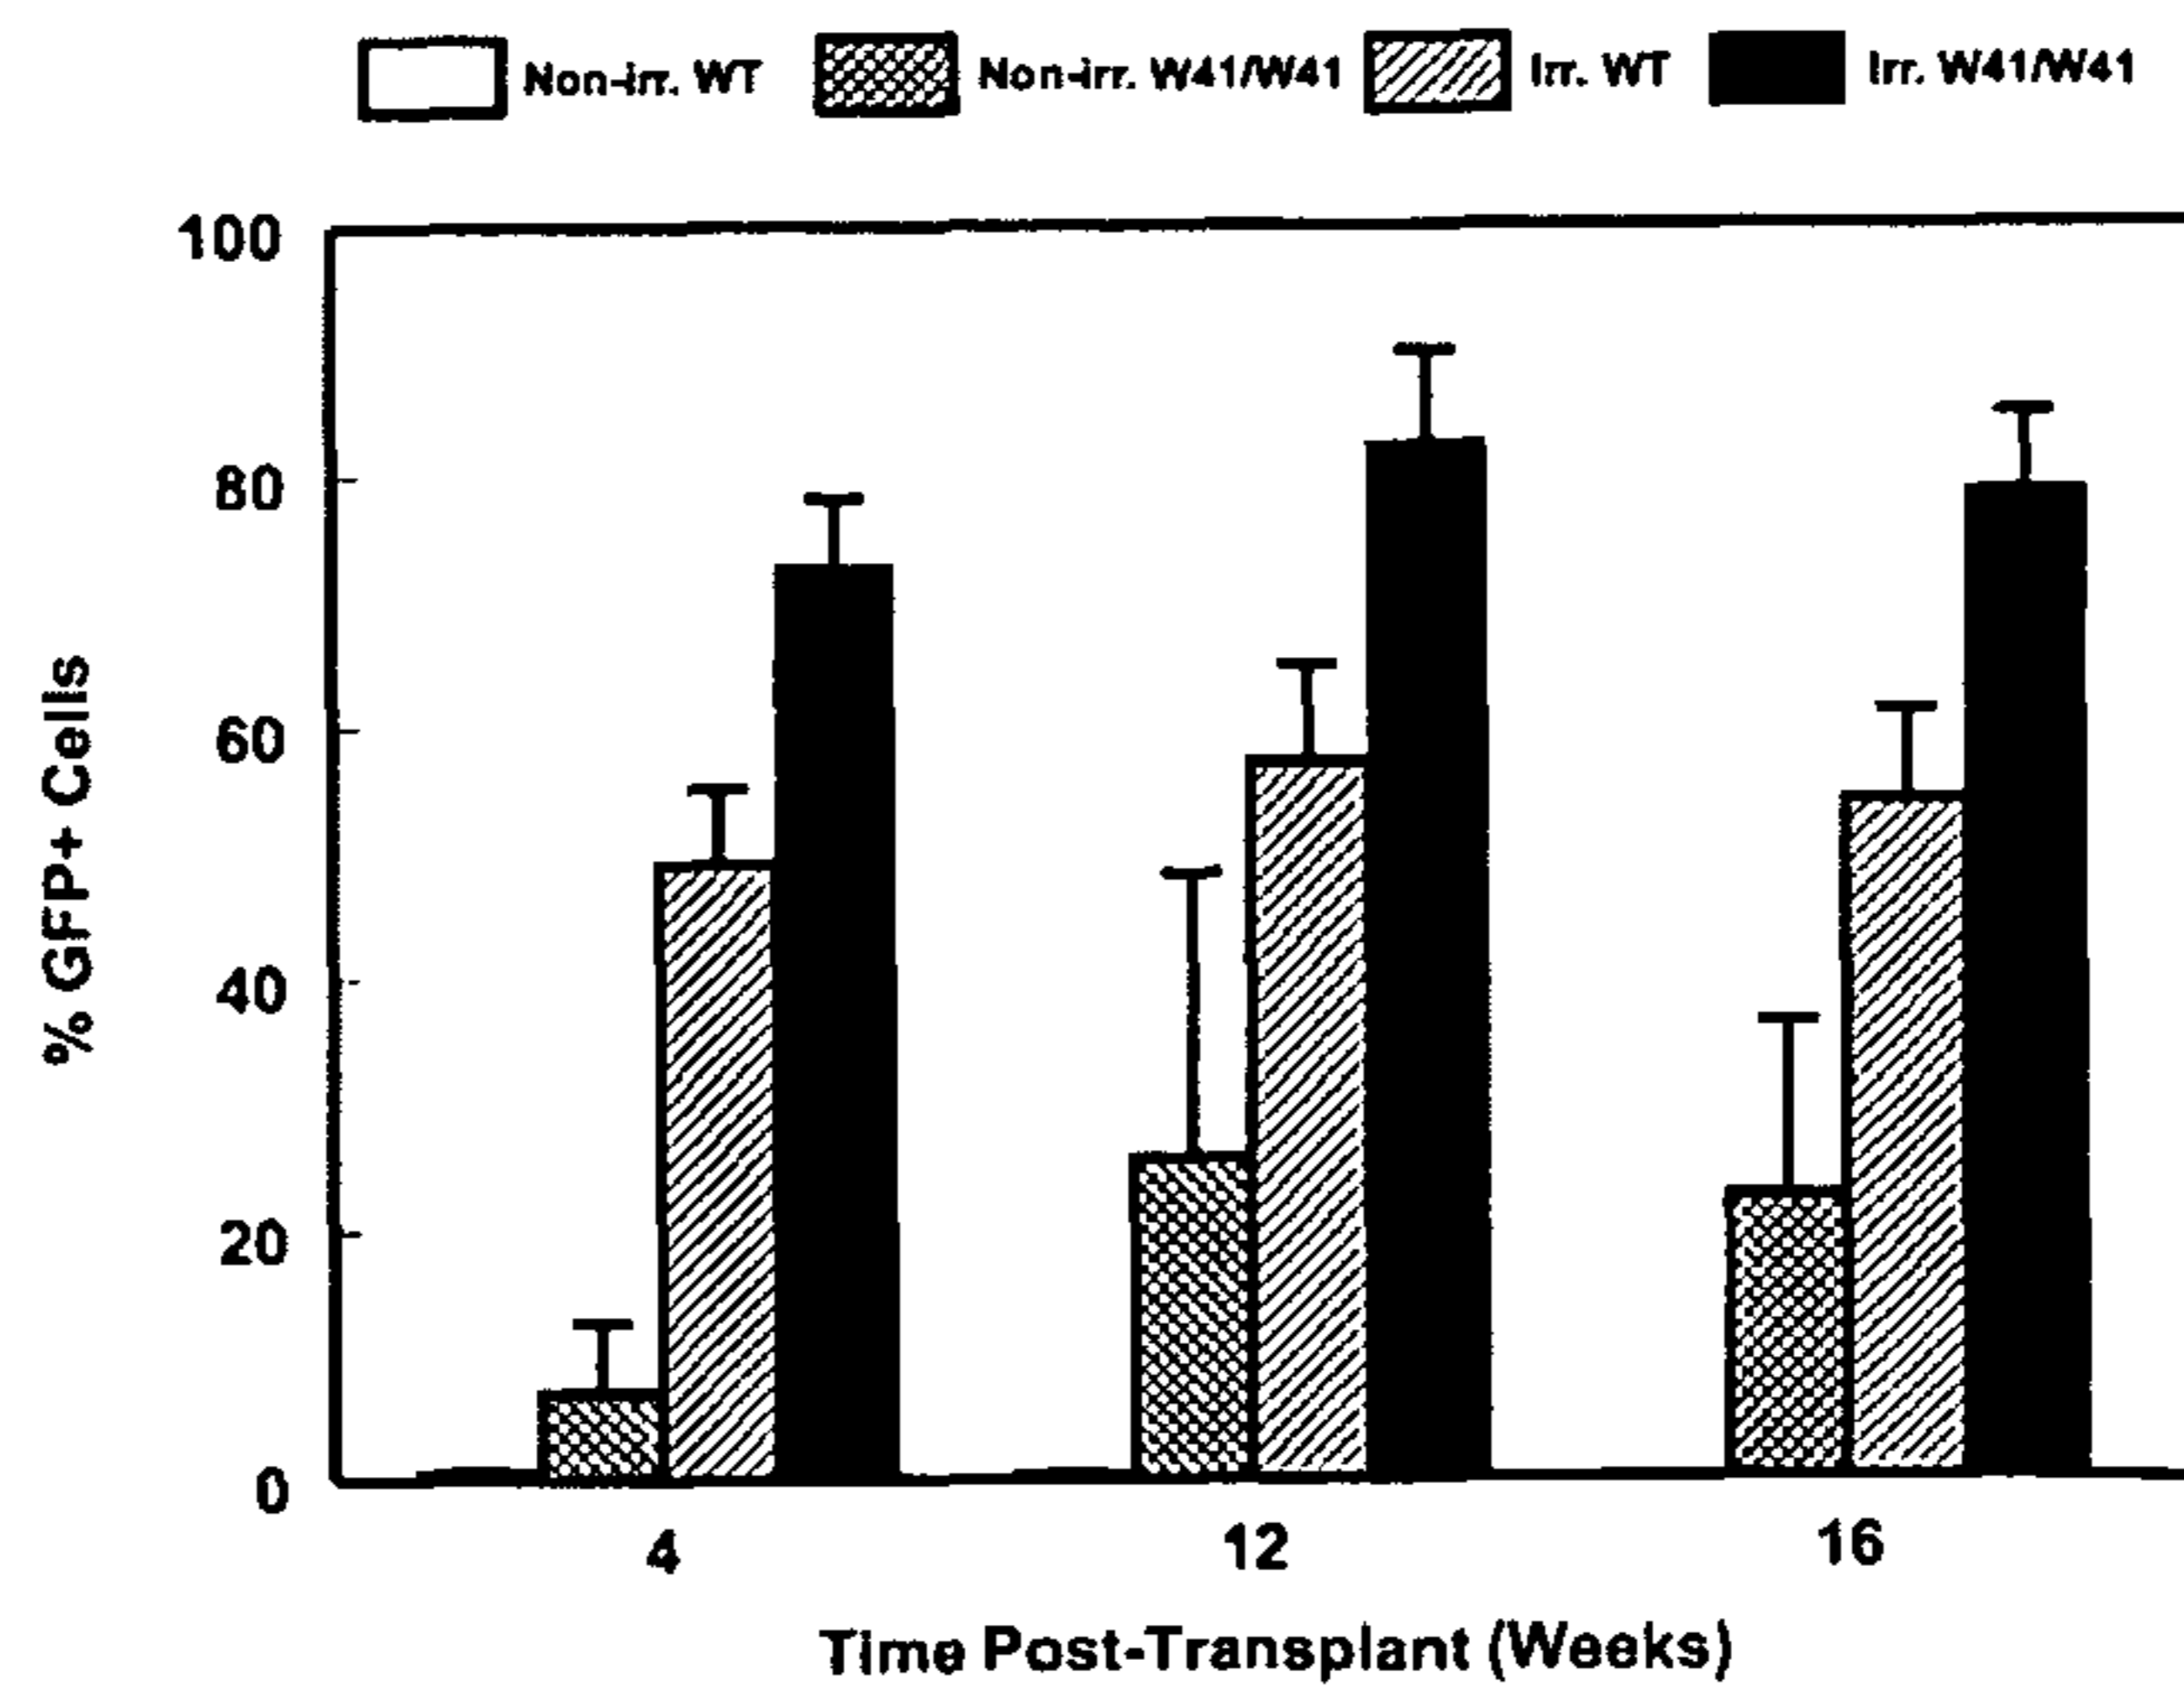 Non-irr. WT Non-irr. W41/W41 Irr. WT Irr. W41/W41
100
80
60
40
20
0
% GFP+ Cells
4 12 16
Time Post-Transplant (Weeks)